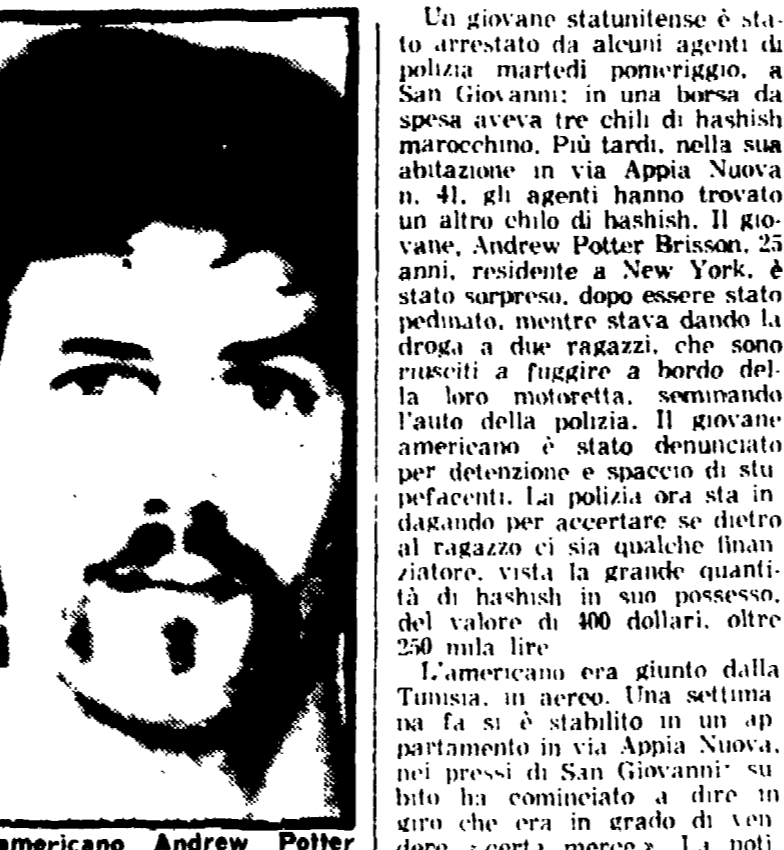 Un giovane statunitense è sta-
to arrestato da alcuni agenti di
polizia martedì pomeriggio, a
San Giovanni: in una borsa da
spesa aveva tre chili di hashish
marocchino. Più tardi, nella sua
abitazione in via Appia Nuova
n. 41, gli agenti hanno trovato
un altro chilo di hashish. Il gio-
vane, Andrew Potter Brisson, 25
anni, residente a New York, è
stato sorpreso, dopo essere stato
pedinato, mentre stava dando la
droga a due ragazzi, che sono
riusciti a fuggire a bordo del-
la loro motoretta, seminando
l'auto della polizia. Il giovane
americano è stato denunciato
per detenzione e spaccio di stu
pefacenti. La polizia ora sta in
dagando per accertare se dietro
al ragazzo ci sia qualche finan
ziatore, vista la grande quanti-
tà di hashish in suo possesso,
del valore di 400 dollari, oltre
250 mila lire
L'americano era giunto dalla
Tunisia, in aereo. Una settima
na fa si è stabilito in un ap
partamento in via Appia Nuova,
nei pressi di San Giovanni: su
bito ha cominciato a dire in
giro che era in grado di ven
dere «certa merce». La noti
americano Andrew Potter